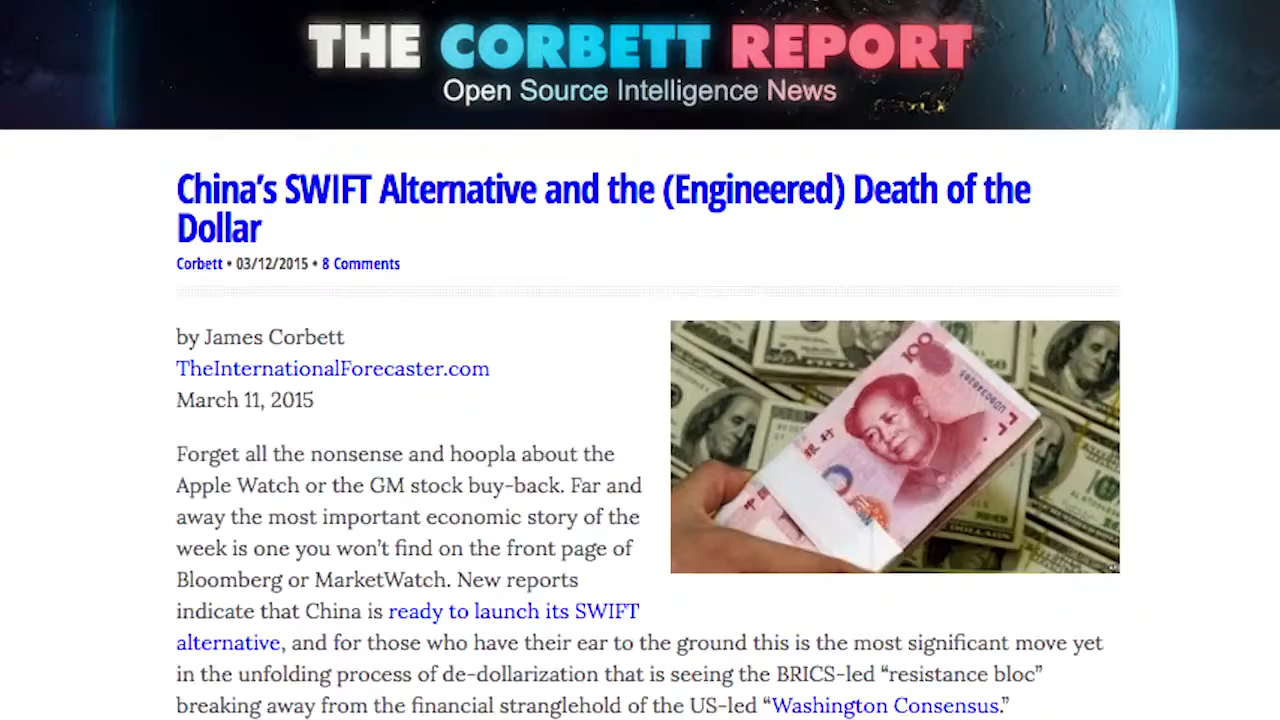 THE CORBETT REPORT
Open Source Intelligence News
China’s SWIFT Alternative and the (Engineered) Death of the
Dollar
Corbett • 03/12/2015 • 8 Comments
by James Corbett
TheInternationalForecaster.com
March 11, 2015
100
Forget all the nonsense and hoopla about the
Apple Watch or the GM stock buy-back. Far and
away the most important economic story of the
week is one you won’t find on the front page of
Bloomberg or MarketWatch. New reports
indicate that China is ready to launch its SWIFT
alternative, and for those who have their ear to the ground this is the most significant move yet
in the unfolding process of de-dollarization that is seeing the BRICS-led “resistance bloc”
breaking away from the financial stranglehold of the US-led “Washington Consensus.”